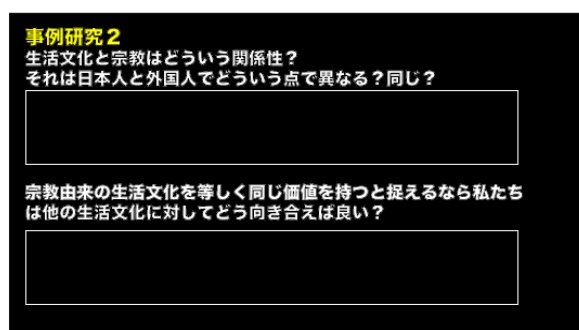 事例研究2
生活文化と宗教はどういう関係性?
それは日本人と外国人でどういう点で異なる?同じ?
宗教由来の生活文化を等しく同じ価値を持つと捉えるなら私たち
は他の生活文化に対してどう向き合えば良い?